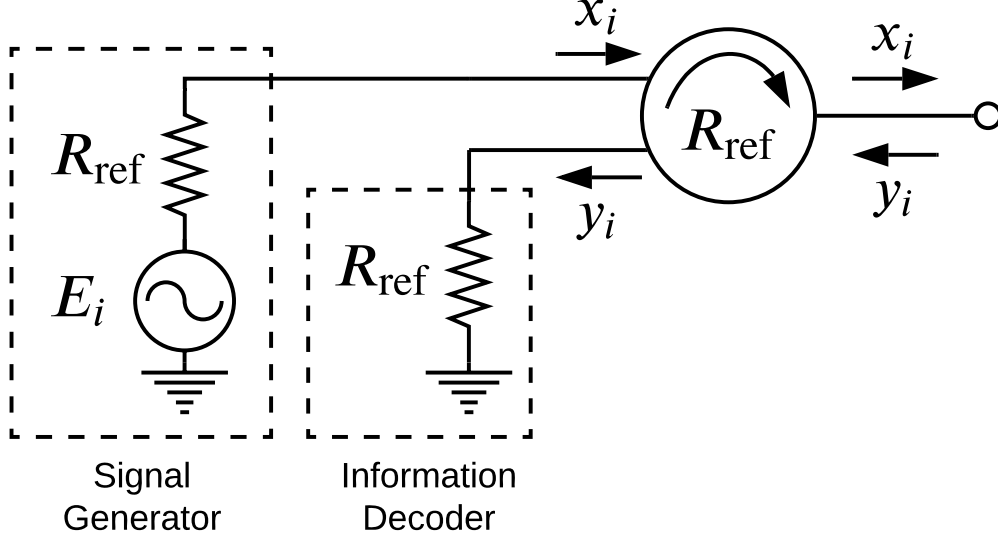 x_i
x_i
R_ref
R_ref
y_i
y_i
R_ref
E_i
Signal
Generator
Information
Decoder